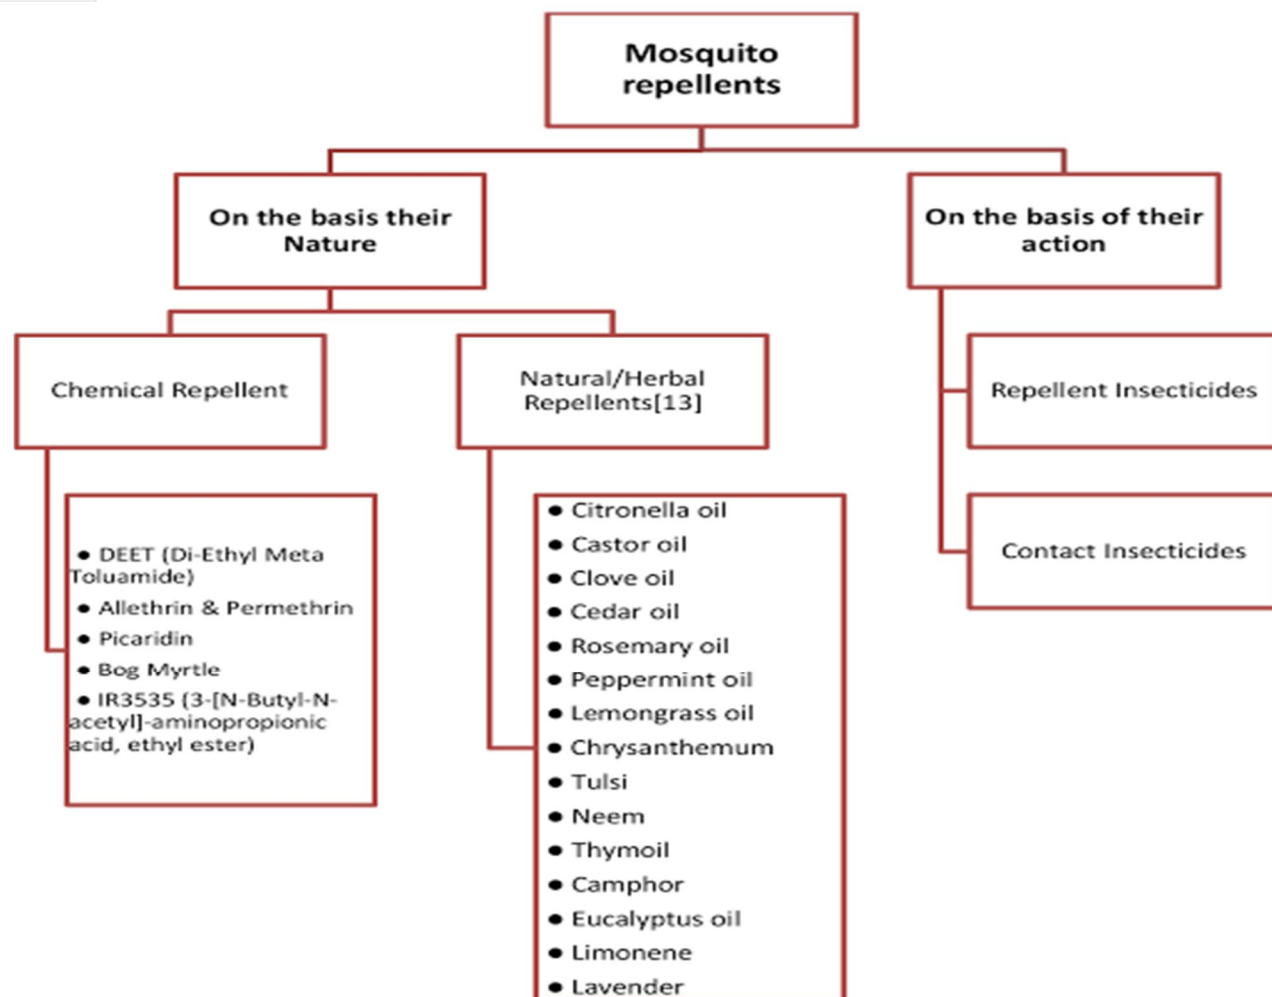 Mosquito
repellents
On the basis their
Nature
On the basis of their
action
Chemical Repellent
Natural/Herbal
Repellents[13]
Repellent Insecticides
Contact Insecticides
● DEET (Di-Ethyl Meta
Toluamide)
● Allethrin & Permethrin
● Picaridin
● Bog Myrtle
● IR3535 (3-[N-Butyl-N-
acetyl]-aminopropionic
acid, ethyl ester)
● Citronella oil
● Castor oil
● Clove oil
● Cedar oil
● Rosemary oil
● Peppermint oil
● Lemongrass oil
● Chrysanthemum
● Tulsi
● Neem
● Thymoil
● Camphor
● Eucalyptus oil
● Limonene
● Lavender